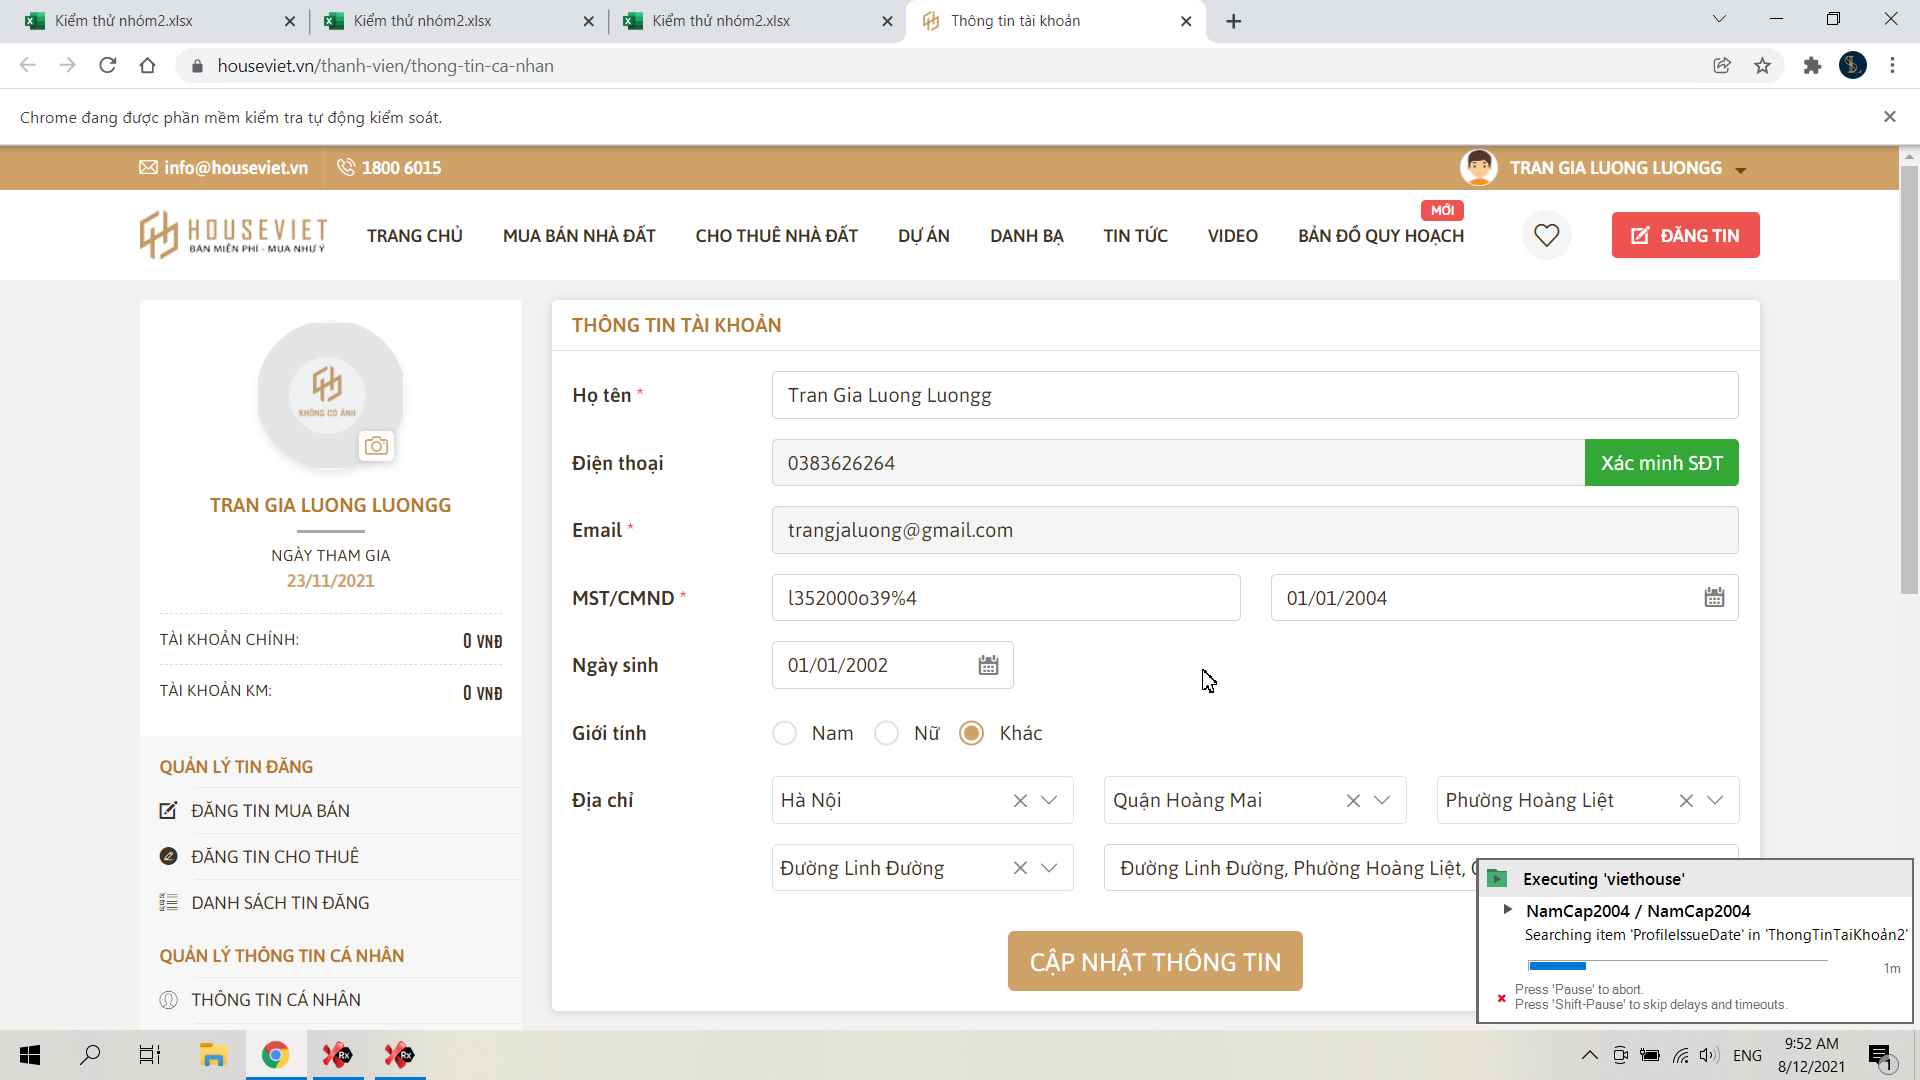 Kiểm thử nhóm2.xlsx
Kiểm thử nhóm2.xlsx
Kiểm thử nhóm2.xlsx
Thông tin tài khoản
houseviet.vn/thanh-vien/thong-tin-ca-nhan
Chrome đang được phần mềm kiểm tra tự động kiểm soát.
info@houseviet.vn
1800 6015
TRAN GIA LUONG LUONGG
HOUSEVIET
BÁN MIỄN PHÍ - MUA NHƯ Ý
TRANG CHỦ
MUA BÁN NHÀ ĐẤT
CHO THUÊ NHÀ ĐẤT
DỰ ÁN
DANH BẠ
TIN TỨC
VIDEO
MỚI
BẢN ĐỒ QUY HOẠCH
ĐĂNG TIN
KHÔNG CÓ ẢNH
TRAN GIA LUONG LUONGG
NGÀY THAM GIA
23/11/2021
TÀI KHOẢN CHÍNH: 0 VNĐ
TÀI KHOẢN KM: 0 VNĐ
QUẢN LÝ TIN ĐĂNG
ĐĂNG TIN MUA BÁN
ĐĂNG TIN CHO THUÊ
DANH SÁCH TIN ĐĂNG
QUẢN LÝ THÔNG TIN CÁ NHÂN
THÔNG TIN CÁ NHÂN
THÔNG TIN TÀI KHOẢN
Họ tên * Tran Gia Luong Luongg
Điện thoại 0383626264 Xác minh SĐT
Email * trangjaluong@gmail.com
MST/CMND * l352000o39%4 01/01/2004
Ngày sinh 01/01/2002
Giới tính Nam Nữ Khác
Địa chỉ Hà Nội Quận Hoàng Mai Phường Hoàng Liệt
Đường Linh Đường Đường Linh Đường, Phường Hoàng Liệt,
CẬP NHẬT THÔNG TIN
Executing 'viethouse'
NamCap2004 / NamCap2004
Searching item 'ProfileIssueDate' in 'ThongTinTaiKhoản2'
1m
Press 'Pause' to abort.
Press 'Shift-Pause' to skip delays and timeouts.
Rx
Rx
ENG
9:52 AM
8/12/2021
1